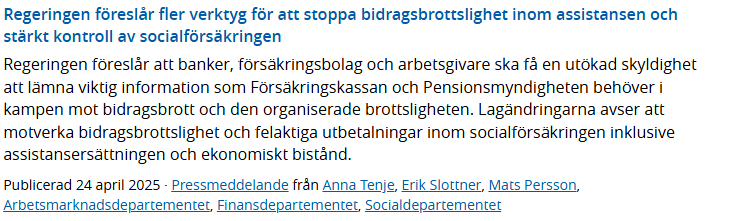 Regeringen föreslår fler verktyg för att stoppa bidragsbrottslighet inom assistansen och
stärkt kontroll av socialförsäkringen
Regeringen föreslår att banker, försäkringsbolag och arbetsgivare ska få en utökad skyldighet
att lämna viktig information som Försäkringskassan och Pensionsmyndigheten behöver i
kampen mot bidragsbrott och den organiserade brottsligheten. Lagändringarna avser att
motverka bidragsbrottslighet och felaktiga utbetalningar inom socialförsäkringen inklusive
assistansersättningen och ekonomiskt bistånd.
Publicerad 24 april 2025 · Pressmeddelande från Anna Tenje, Erik Slottner, Mats Persson,
Arbetsmarknadsdepartementet, Finansdepartementet, Socialdepartementet